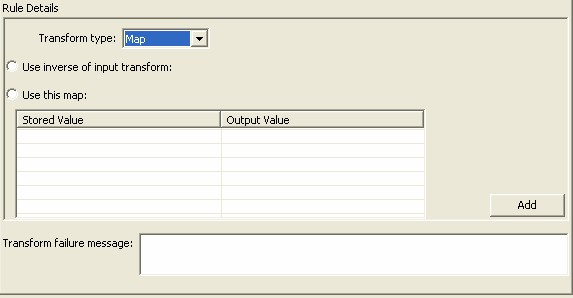 Rule Details
Transform type: Map
Use inverse of input transform:
Use this map:
Stored Value Output Value
Add
Transform failure message: